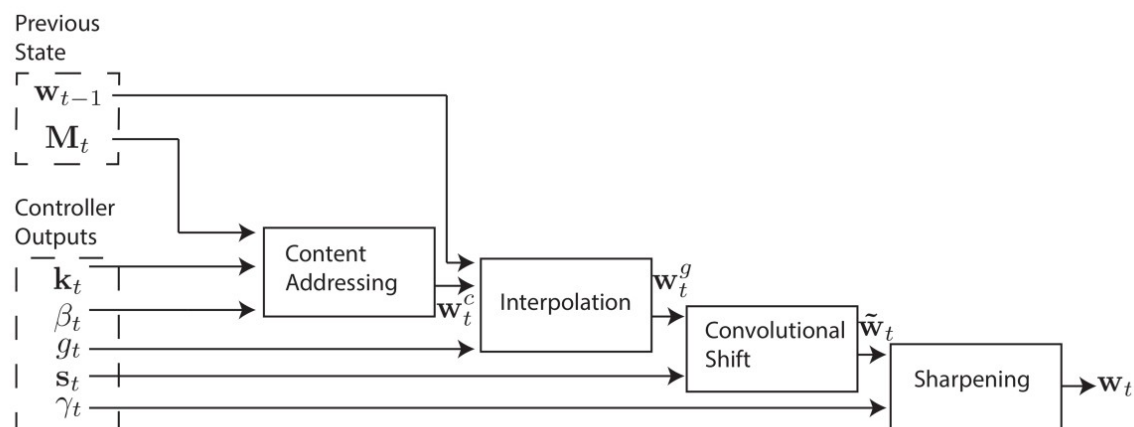 Previous
State
w_{t−1}
M_t
Controller
Outputs
k_t
β_t
g_t
s_t
γ_t
Content
Addressing
w_t^c
Interpolation
w_t^g
Convolutional
Shift
w̃_t
Sharpening
w_t